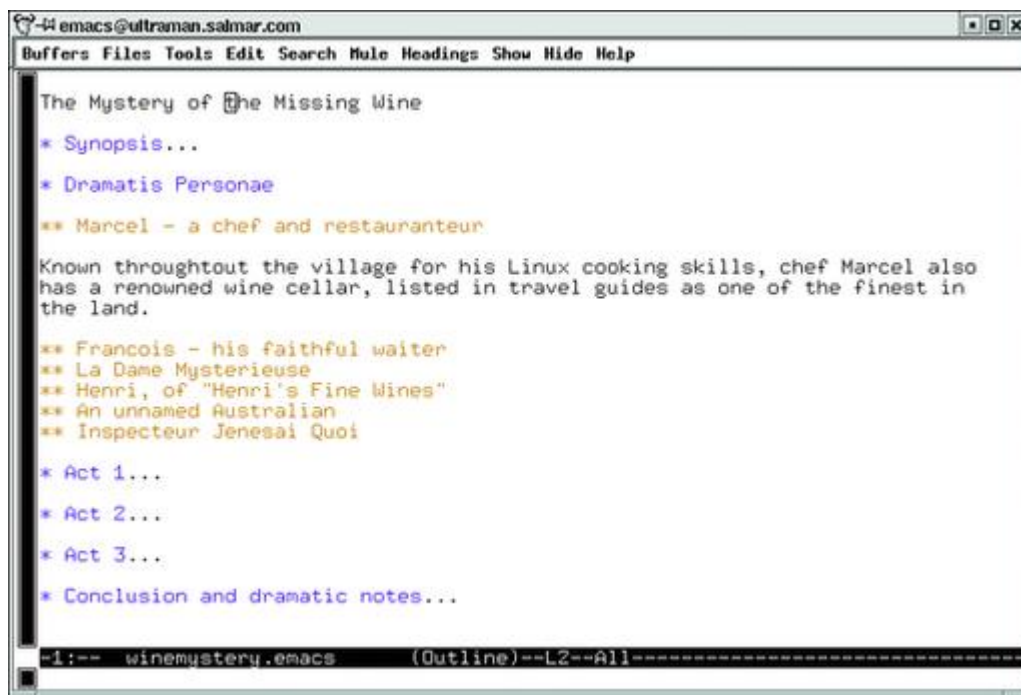 emacs@ultraman.salmar.com
Buffers Files Tools Edit Search Mule Headings Show Hide Help
The Mystery of the Missing Wine
* Synopsis...
* Dramatis Personae
** Marcel - a chef and restauranteur
Known throughtout the village for his Linux cooking skills, chef Marcel also
has a renowned wine cellar, listed in travel guides as one of the finest in
the land.
** Francois - his faithful waiter
** La Dame Mysterieuse
** Henri, of "Henri's Fine Wines"
** An unnamed Australian
** Inspecteur Jenesai Quoi
* Act 1...
* Act 2...
* Act 3...
* Conclusion and dramatic notes...
-1:-- winemystery.emacs (Outline)--L2--All--------------------------------